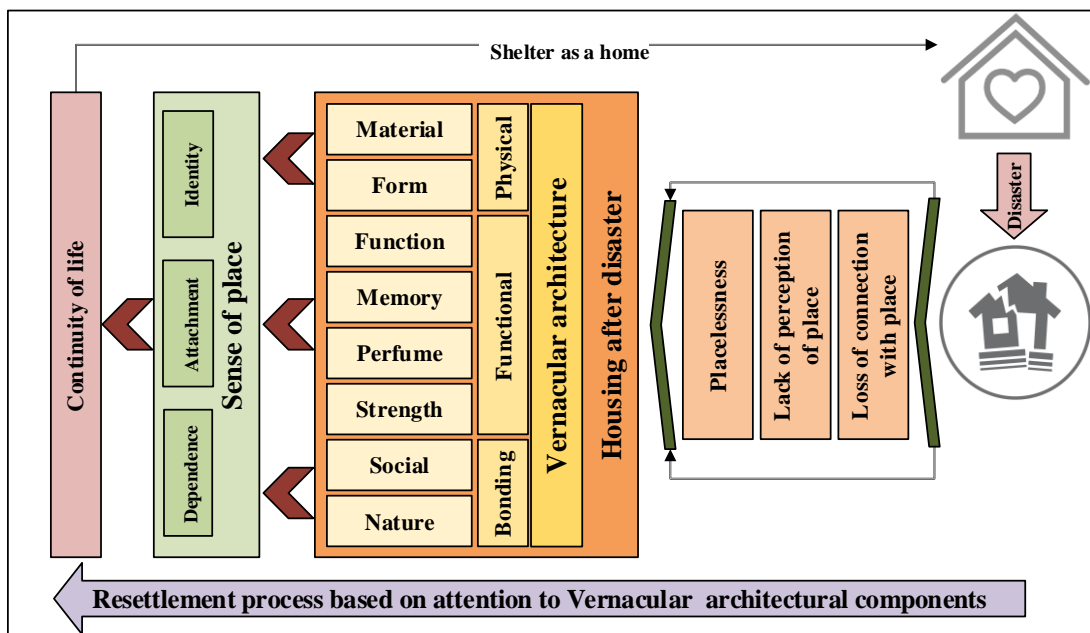 Shelter as a home
Continuity of life
Identity
Attachment
Dependence
Sense of place
Material
Form
Function
Memory
Perfume
Strength
Social
Nature
Physical
Functional
Bonding
Vernacular architecture
Housing after disaster
Placelessness
Lack of perception
of place
Loss of connection
with place
Disaster
Resettlement process based on attention to Vernacular architectural components